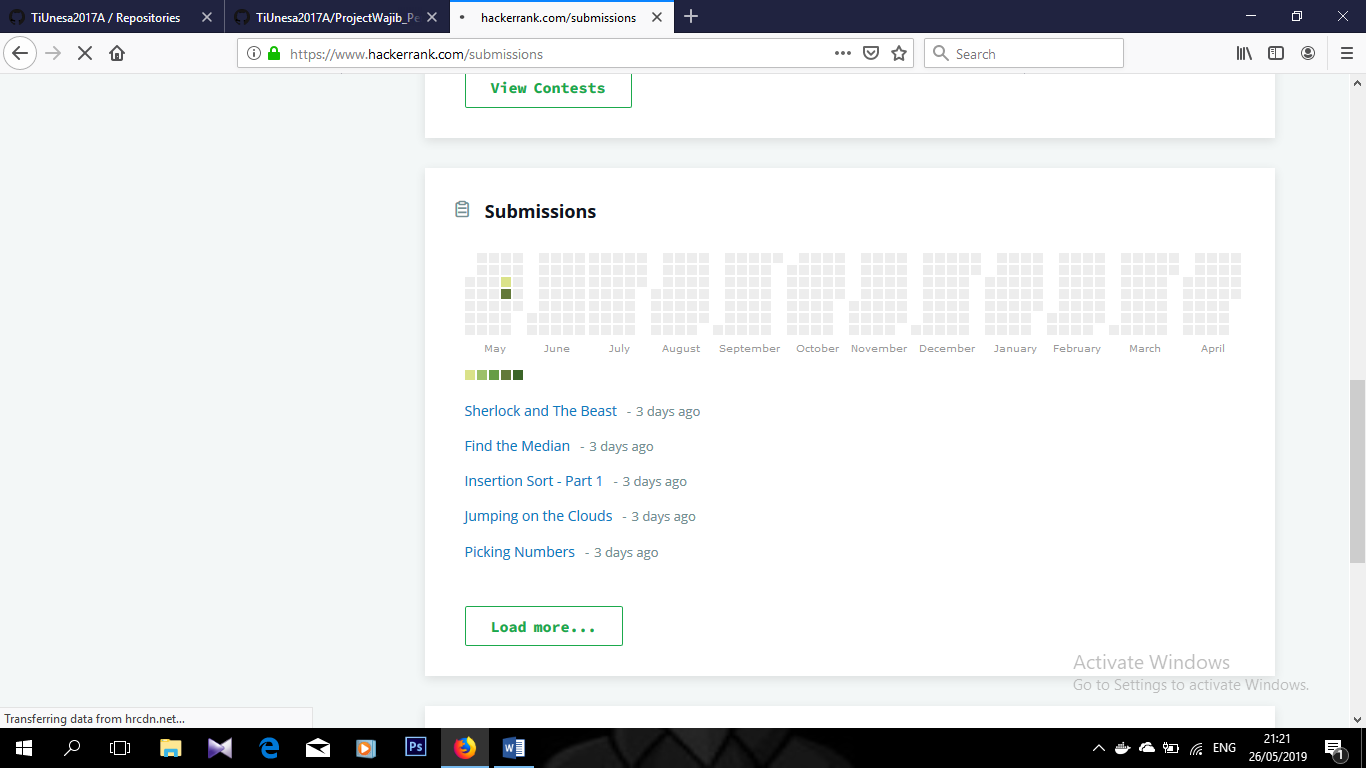 TiUnesa2017A / Repositories
TiUnesa2017A/ProjectWajib_Pe
hackerrank.com/submissions
https://www.hackerrank.com/submissions
Search
View Contests
Submissions
May June July August September October November December January February March April
Sherlock and The Beast - 3 days ago
Find the Median - 3 days ago
Insertion Sort - Part 1 - 3 days ago
Jumping on the Clouds - 3 days ago
Picking Numbers - 3 days ago
Load more...
Activate Windows
Go to Settings to activate Windows.
Transferring data from hrcdn.net...
Ps
ENG
21:21
26/05/2019
1